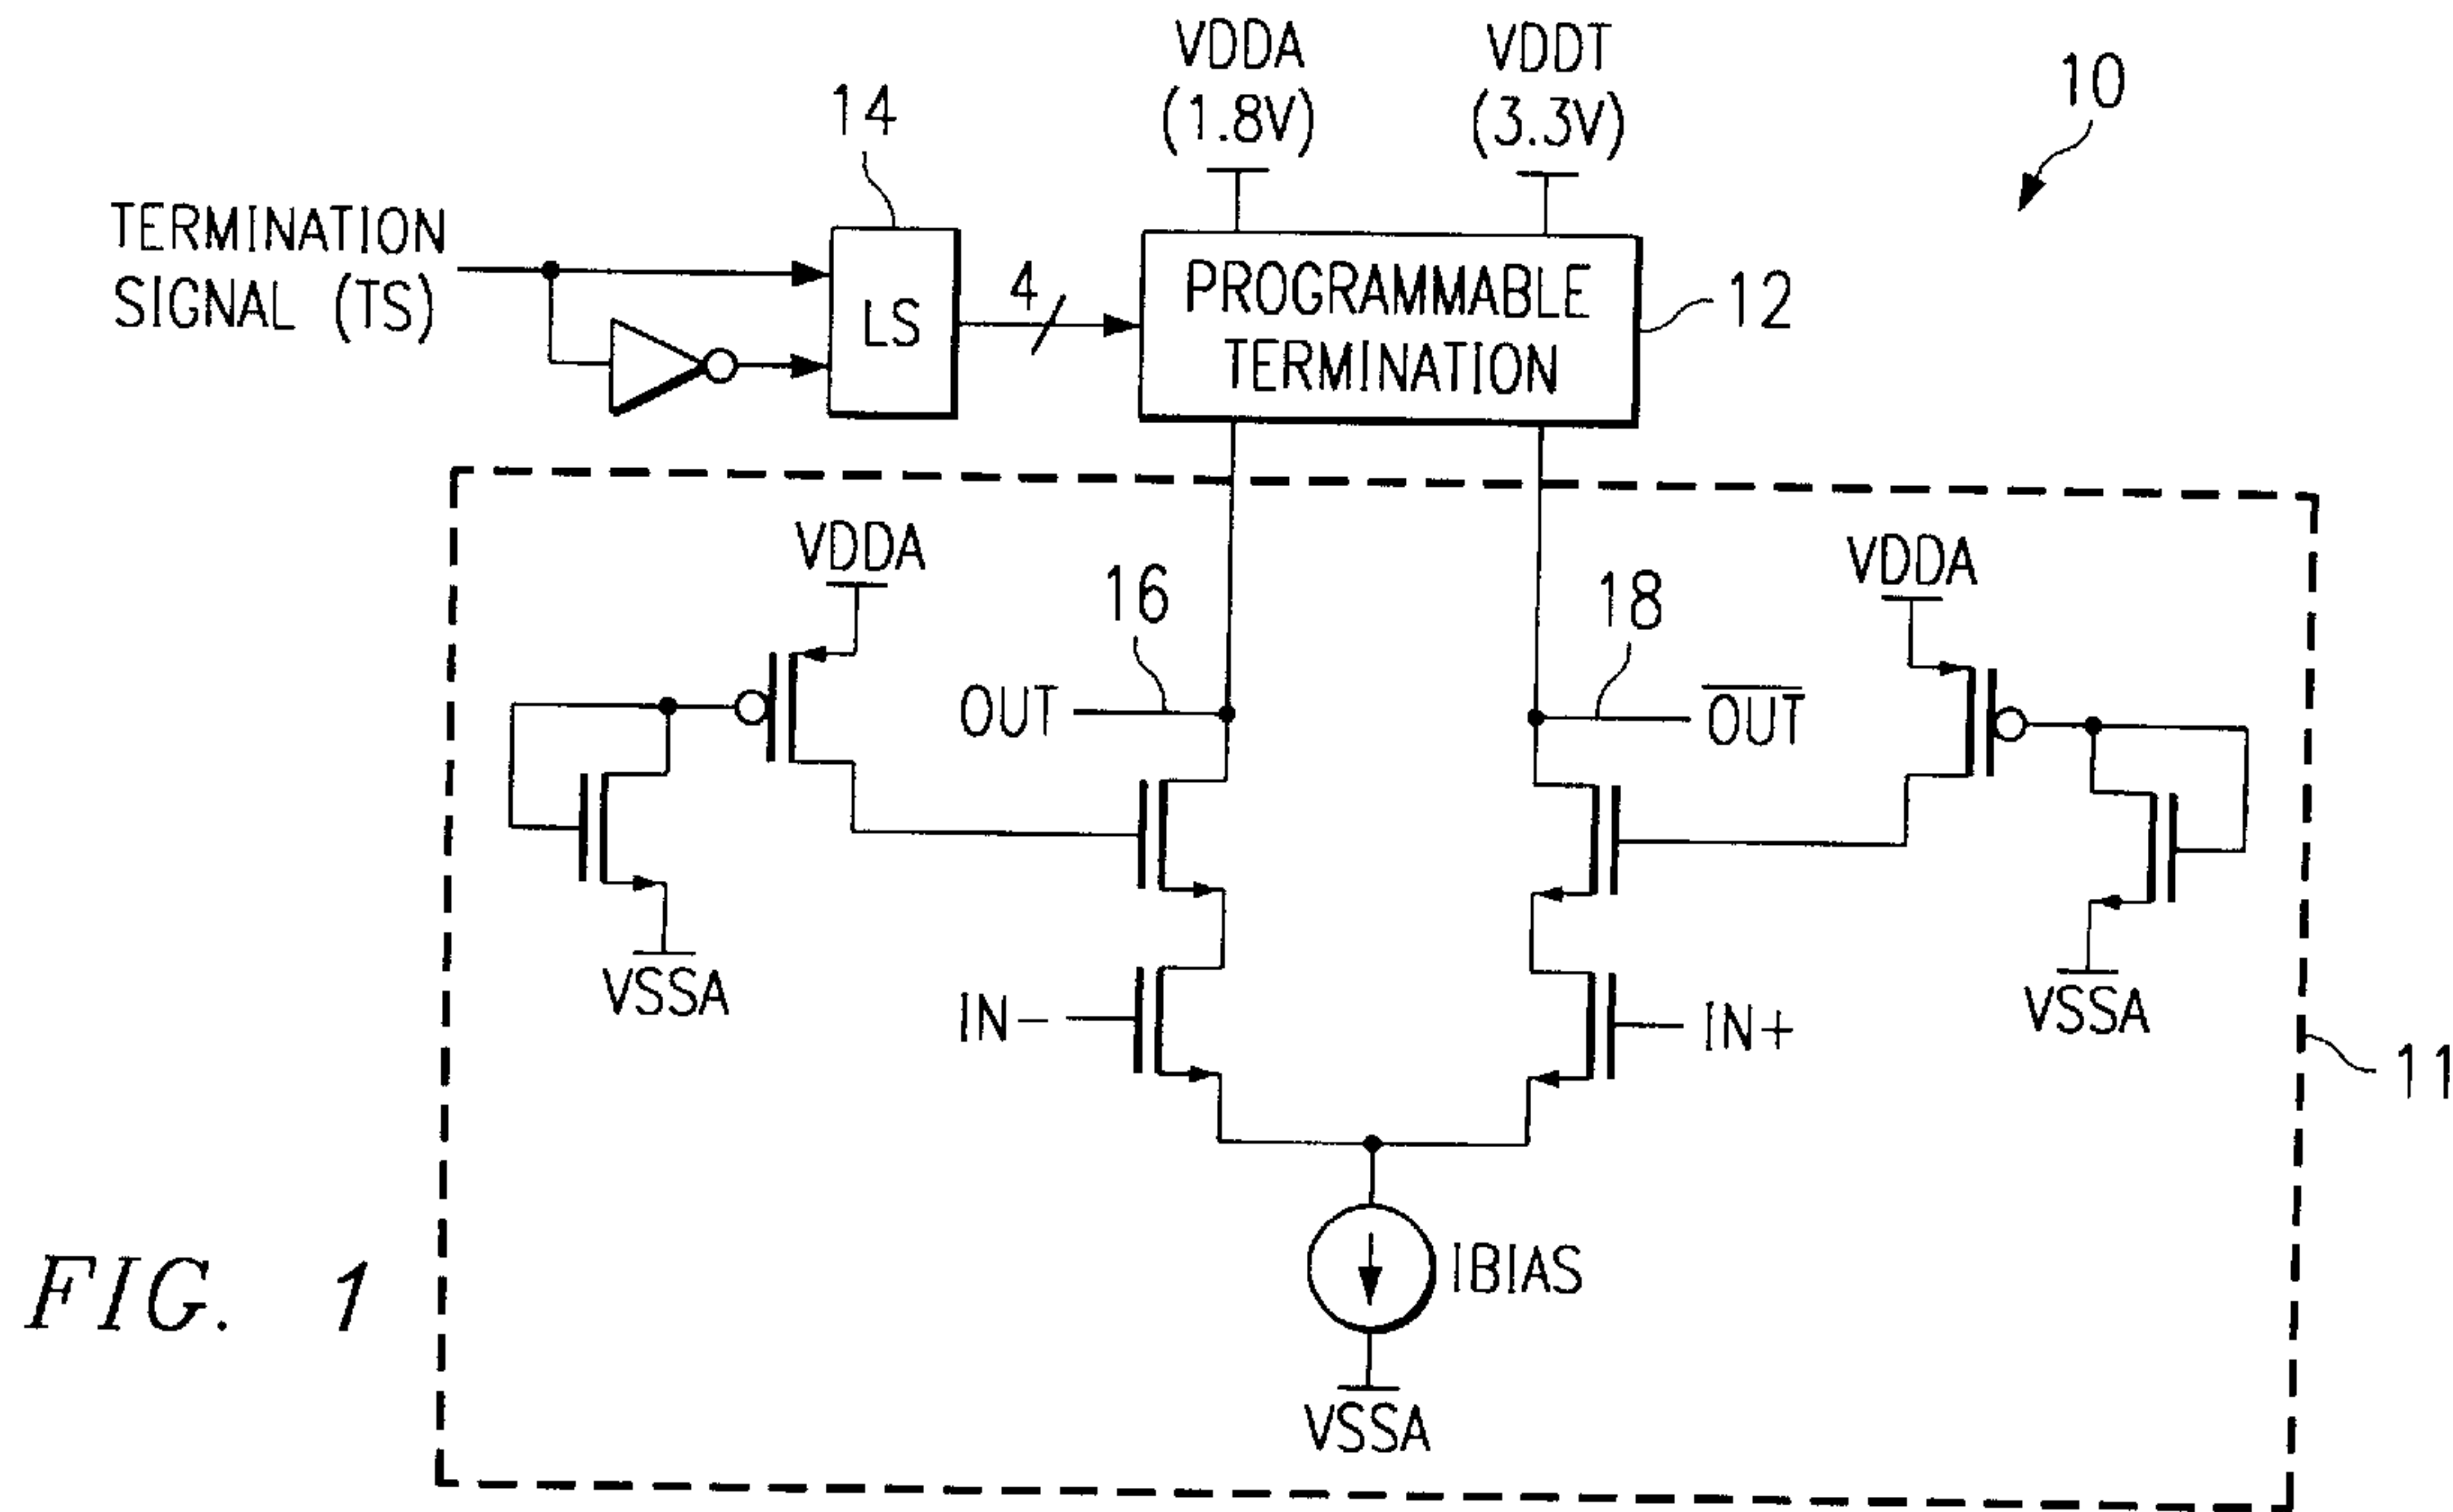 VDDA
(1.8V)
VDDT
(3.3V)
10
14
TERMINATION
SIGNAL (TS)
LS
4
PROGRAMMABLE
TERMINATION
12
VDDA
16
18
VDDA
OUT
O̅U̅T̅
VSSA
IN−
IN+
VSSA
11
IBIAS
VSSA
FIG. 1